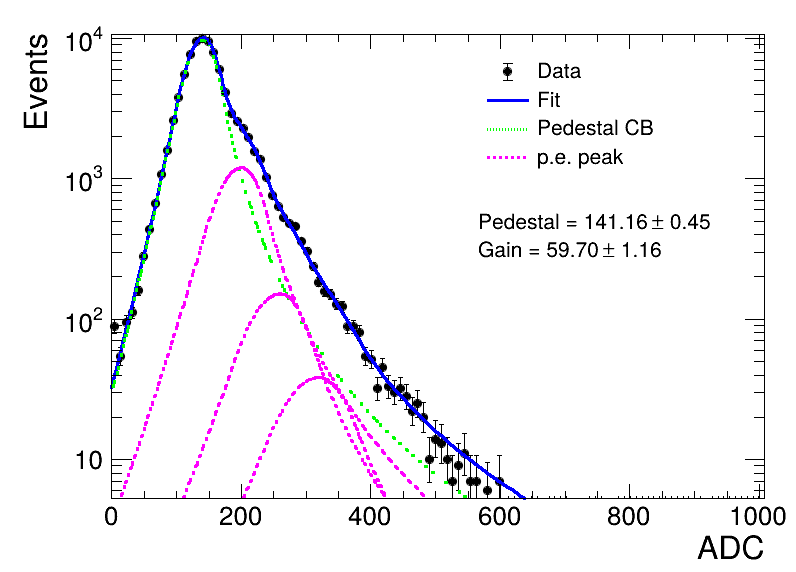 Events
10⁴
10³
10²
10
Data
Fit
Pedestal CB
p.e. peak
Pedestal = 141.16 ± 0.45
Gain = 59.70 ± 1.16
0 200 400 600 800 1000
ADC